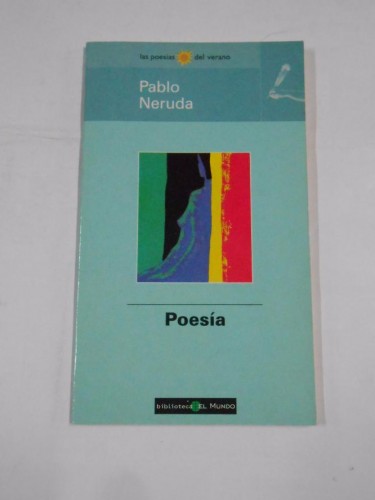 las poesías del verano
Pablo
Neruda
Poesía
biblioteca EL MUNDO